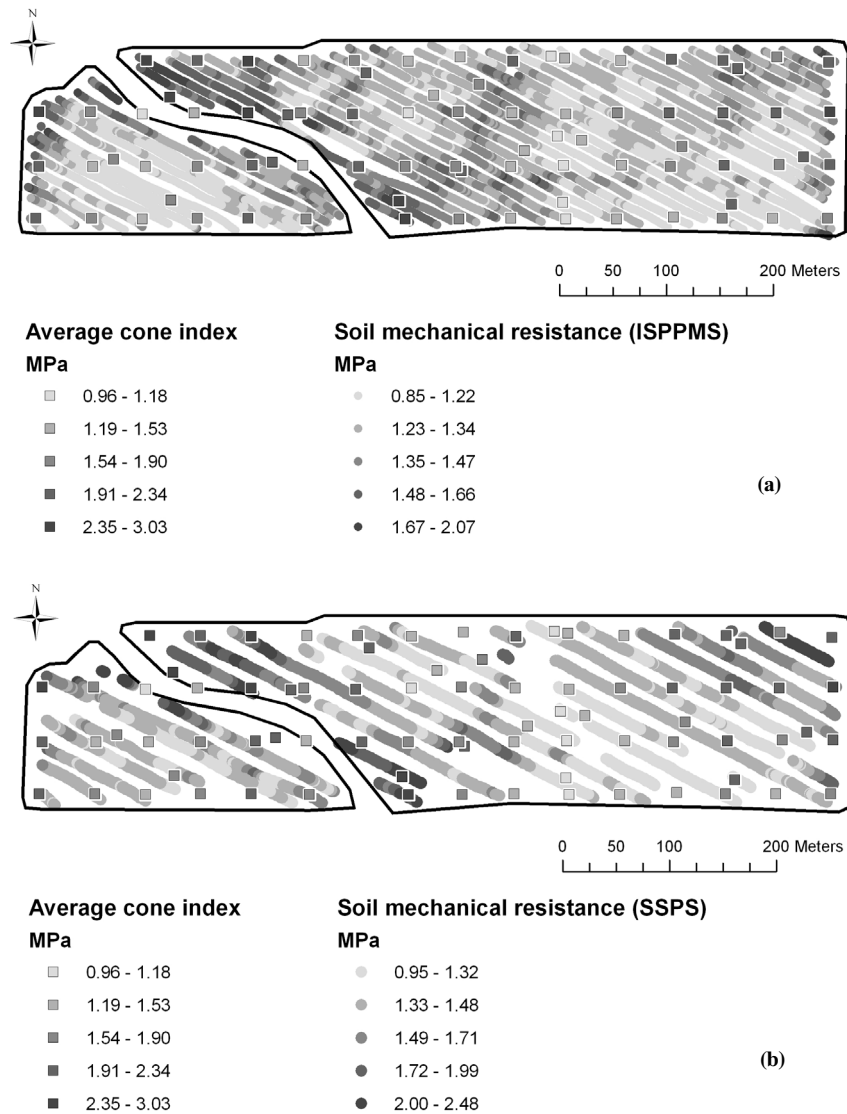 N
0 50 100 200 Meters
Average cone index
MPa
0.96 - 1.18
1.19 - 1.53
1.54 - 1.90
1.91 - 2.34
2.35 - 3.03
Soil mechanical resistance (ISPPMS)
MPa
0.85 - 1.22
1.23 - 1.34
1.35 - 1.47
1.48 - 1.66
1.67 - 2.07
(a)
N
0 50 100 200 Meters
Average cone index
MPa
0.96 - 1.18
1.19 - 1.53
1.54 - 1.90
1.91 - 2.34
2.35 - 3.03
Soil mechanical resistance (SSPS)
MPa
0.95 - 1.32
1.33 - 1.48
1.49 - 1.71
1.72 - 1.99
2.00 - 2.48
(b)